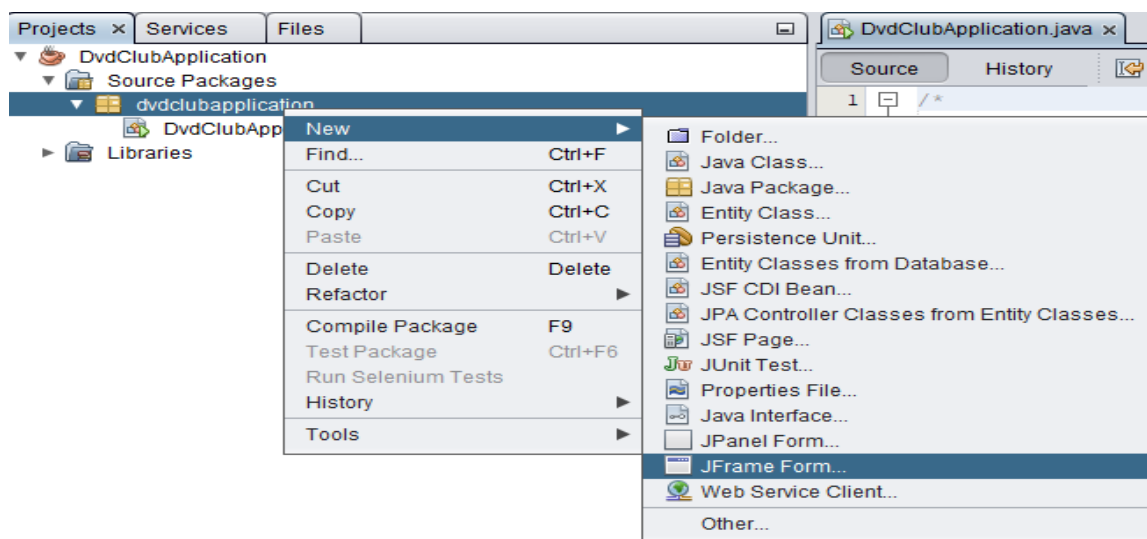 Projects Services Files
DvdClubApplication
Source Packages
dvdclubapplication
DvdClubApp
Libraries
DvdClubApplication.java
Source History
1 /*
New
Find... Ctrl+F
Cut Ctrl+X
Copy Ctrl+C
Paste Ctrl+V
Delete Delete
Refactor
Compile Package F9
Test Package Ctrl+F6
Run Selenium Tests
History
Tools
Folder...
Java Class...
Java Package...
Entity Class...
Persistence Unit...
Entity Classes from Database...
JSF CDI Bean...
JPA Controller Classes from Entity Classes...
JSF Page...
JUnit Test...
Properties File...
Java Interface...
JPanel Form...
JFrame Form...
Web Service Client...
Other...